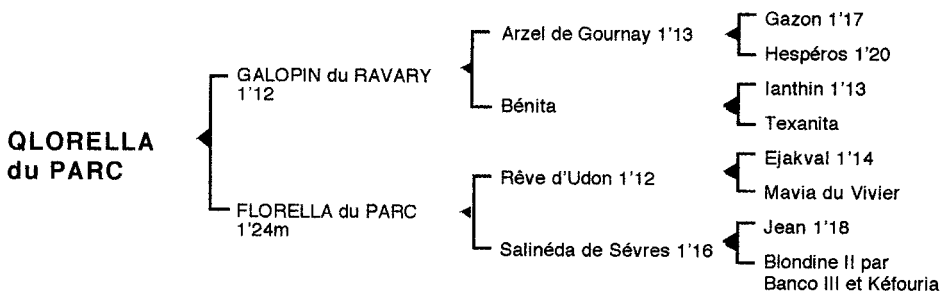 QLORELLA
du PARC
GALOPIN du RAVARY
1'12
FLORELLA du PARC
1'24m
Arzel de Gournay 1'13
Bénita
Rêve d'Udon 1'12
Salinéda de Sévres 1'16
Gazon 1'17
Hespéros 1'20
Ianthin 1'13
Texanita
Ejakval 1'14
Mavia du Vivier
Jean 1'18
Blondine II par
Banco III et Kéfouria